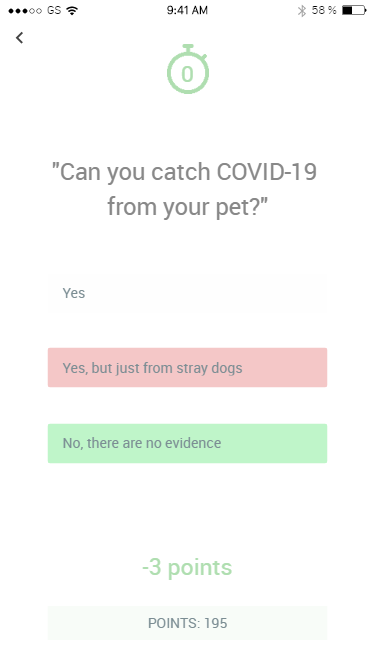 GS 9:41 AM 58 %
0
"Can you catch COVID-19
from your pet?"
Yes
Yes, but just from stray dogs
No, there are no evidence
-3 points
POINTS: 195